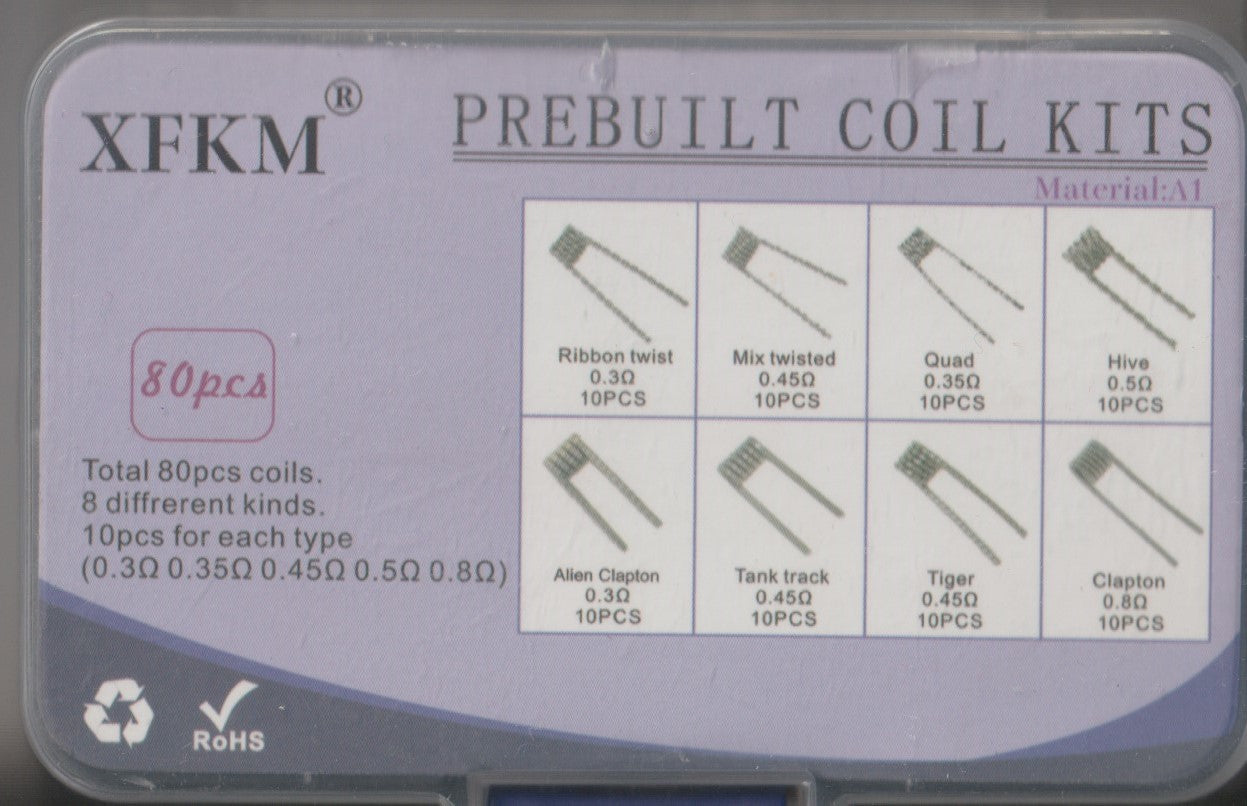 XFKM®
PREBUILT COIL KITS
Material:A1
Ribbon twist
0.3Ω
10PCS
Mix twisted
0.45Ω
10PCS
Quad
0.35Ω
10PCS
Hive
0.5Ω
10PCS
Alien Clapton
0.3Ω
10PCS
Tank track
0.45Ω
10PCS
Tiger
0.45Ω
10PCS
Clapton
0.8Ω
10PCS
80pcs
Total 80pcs coils.
8 diffrerent kinds.
10pcs for each type
(0.3Ω 0.35Ω 0.45Ω 0.5Ω 0.8Ω)
RoHS